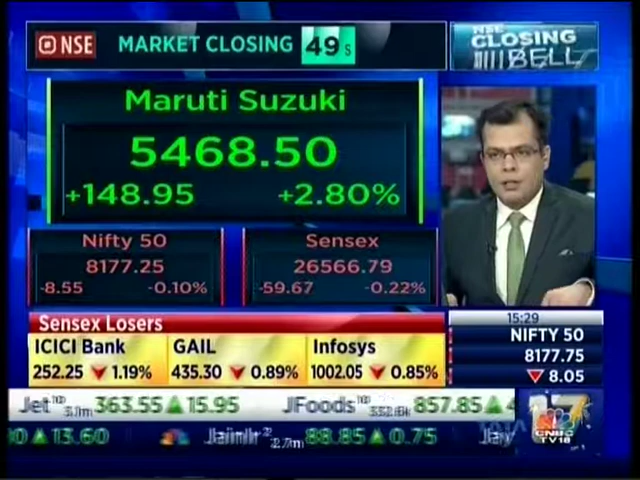 NSE
MARKET CLOSING 49s
NSE
CLOSING
BELL
Maruti Suzuki
5468.50
+148.95 +2.80%
Nifty 50
8177.25
-8.55 -0.10%
Sensex
26566.79
-59.67 -0.22%
Sensex Losers
ICICI Bank
252.25 1.19%
GAIL
435.30 0.89%
Infosys
1002.05 0.85%
15:29
NIFTY 50
8177.75
8.05
Jet 363.55 15.95 JFoods 857.85
13.60 88.85 0.75 Jay
CNBC
TV18